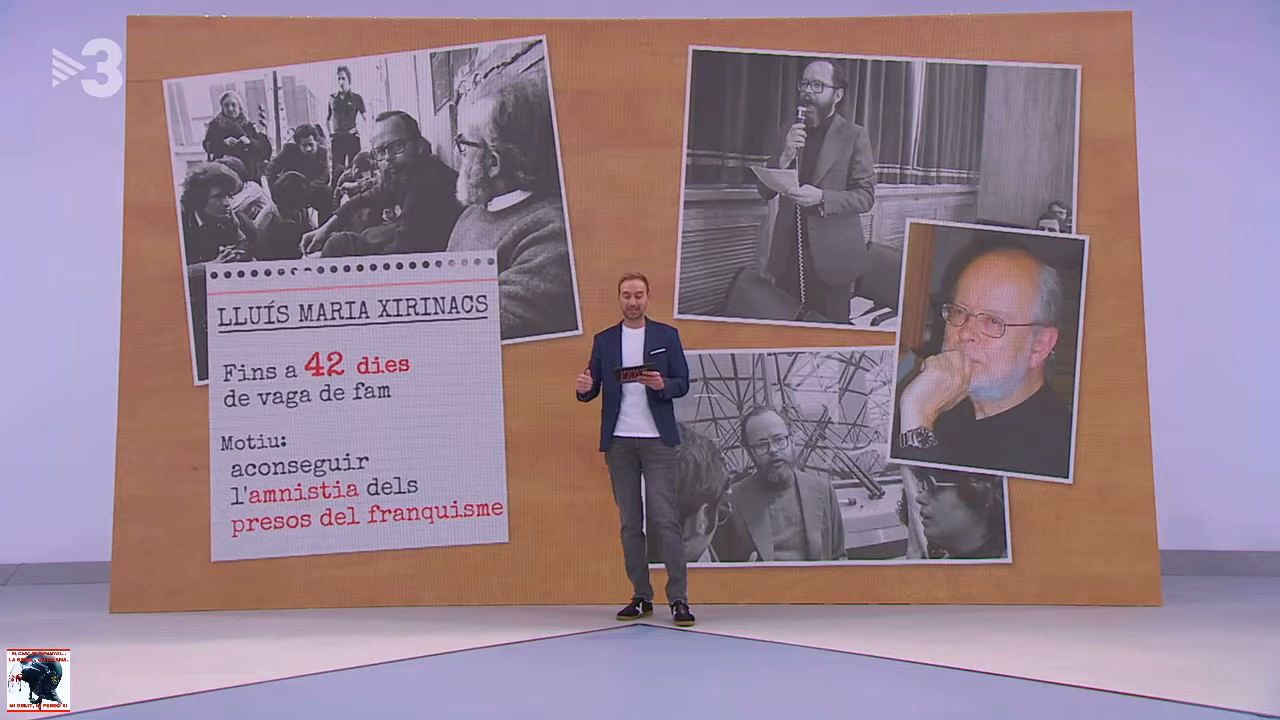 3
LLUÍS MARIA XIRINACS
Fins a 42 dies
de vaga de fam
Motiu:
aconseguir
l'amnistia dels
presos del franquisme